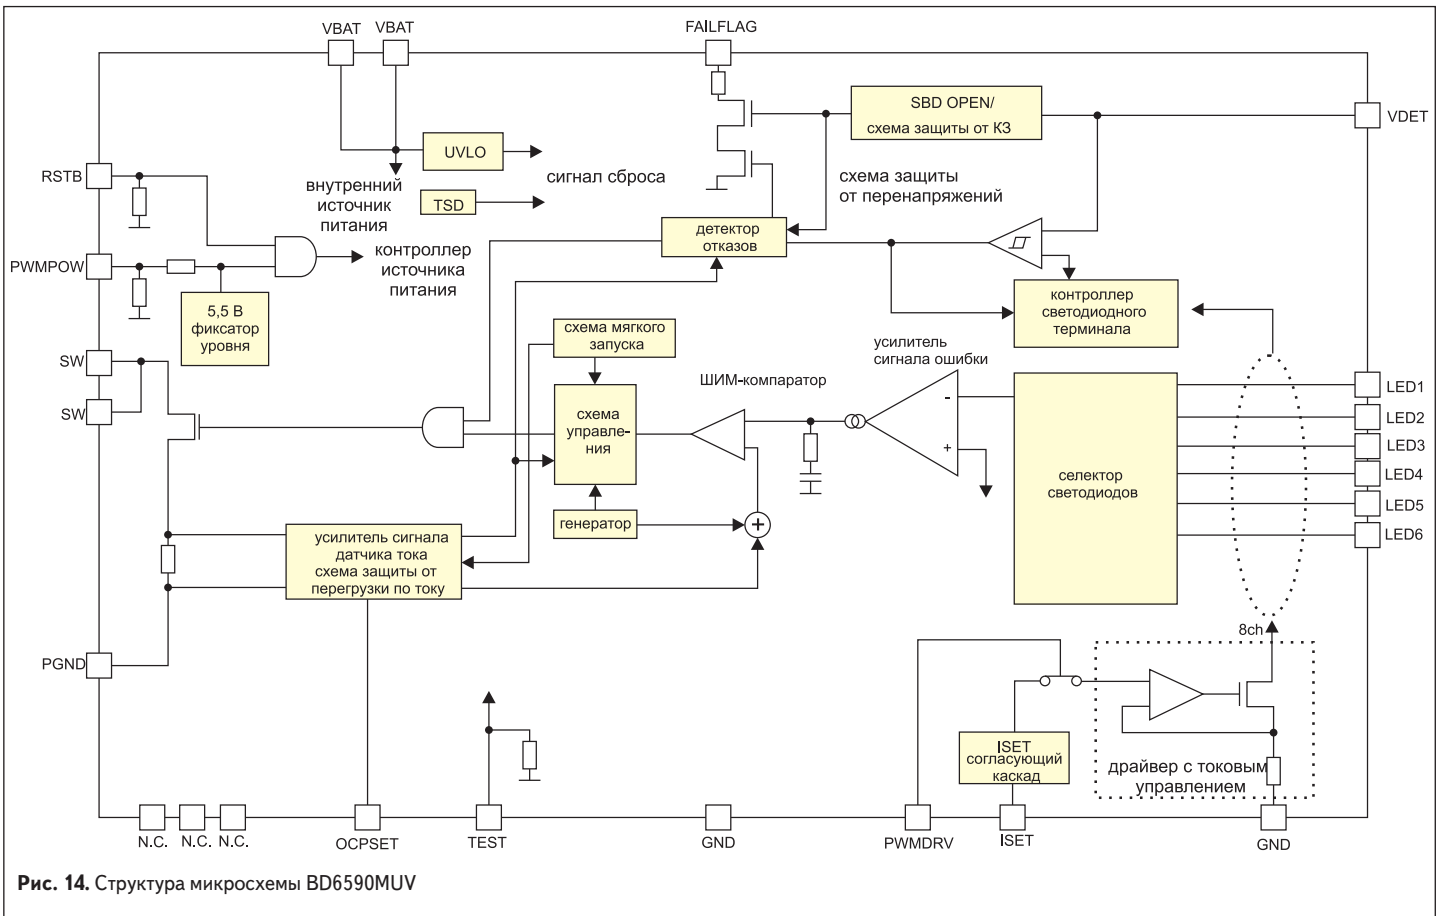 VBAT
VBAT
FAILFLAG
SBD OPEN/
схема защиты от КЗ
VDET
UVLO
RSTB
сигнал сброса
внутренний
источник
питания
TSD
схема защиты
от перенапряжений
детектор
отказов
контроллер
источника
питания
PWMPOW
5,5 В
фиксатор
уровня
контроллер
светодиодного
терминала
схема мягкого
запуска
усилитель
сигнала ошибки
SW
ШИМ-компаратор
LED1
SW
схема
управле-
ния
-
+
LED2
LED3
LED4
LED5
LED6
селектор
светодиодов
генератор
+
усилитель сигнала
датчика тока
схема защиты от
перегрузки по току
8ch
PGND
ISET
согласующий
каскад
драйвер с токовым
управлением
N.C.
N.C.
N.C.
OCPSET
TEST
GND
PWMDRV
ISET
GND
Рис. 14. Структура микросхемы BD6590MUV